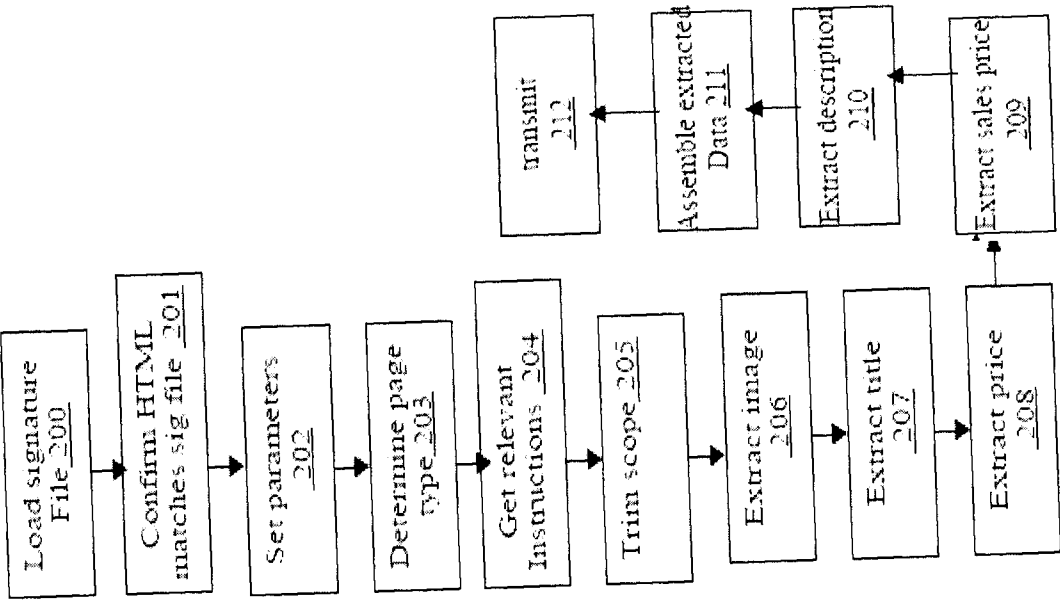 Load signature
File 200
Confirm HTML
matches sig file 201
Set parameters
202
Determine page
type 203
Get relevant
Instructions 204
Trim scope 205
Extract image
206
Extract title
207
Extract price
208
Extract sales price
209
Extract description
210
Assemble extracted
Data 211
transmit
212